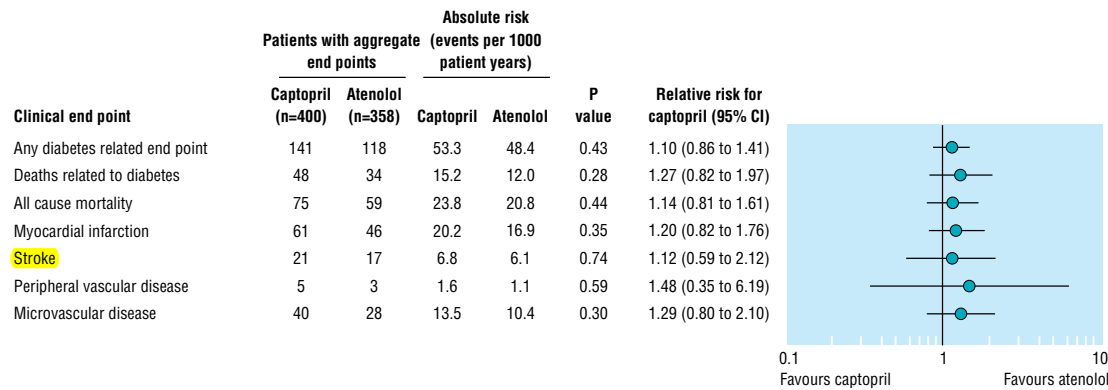 Absolute risk
Patients with aggregate (events per 1000
end points patient years)
Captopril Atenolol P Relative risk for
Clinical end point (n=400) (n=358) Captopril Atenolol value captopril (95% CI)
Any diabetes related end point 141 118 53.3 48.4 0.43 1.10 (0.86 to 1.41)
Deaths related to diabetes 48 34 15.2 12.0 0.28 1.27 (0.82 to 1.97)
All cause mortality 75 59 23.8 20.8 0.44 1.14 (0.81 to 1.61)
Myocardial infarction 61 46 20.2 16.9 0.35 1.20 (0.82 to 1.76)
Stroke 21 17 6.8 6.1 0.74 1.12 (0.59 to 2.12)
Peripheral vascular disease 5 3 1.6 1.1 0.59 1.48 (0.35 to 6.19)
Microvascular disease 40 28 13.5 10.4 0.30 1.29 (0.80 to 2.10)
0.1 1 10
Favours captopril Favours atenolol